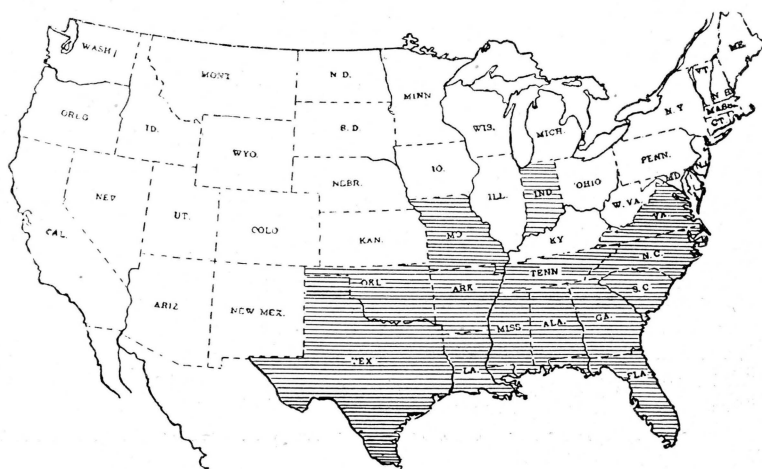 WASH.
MONT
N.D.
MINN
ME.
VT.
N.H.
MASS.
CT.
N.Y
OREG
ID.
WYO.
S.D.
WIS.
MICH.
PENN.
NEBR.
IO.
ILL.
IND.
OHIO
W.VA.
MD.
VA.
NEV
UT.
COLO
KAN.
MO.
KY
CAL.
ARIZ
NEW MEX.
OKL
ARK
TENN
N.C.
S.C
MISS.
ALA.
GA.
TEX
LA.
FLA.